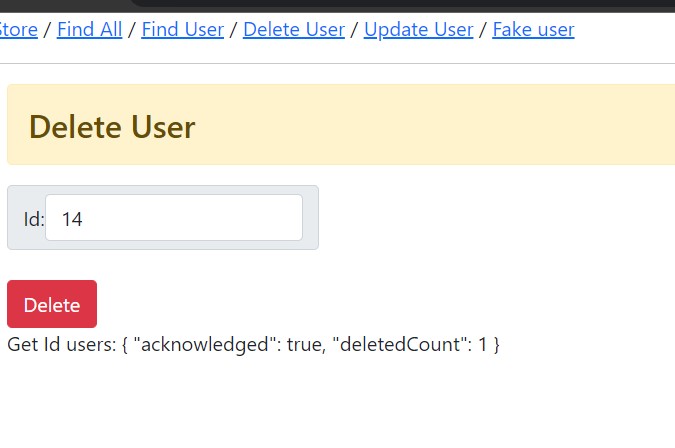 Store / Find All / Find User / Delete User / Update User / Fake user
Delete User
Id: 14
Delete
Get Id users: { "acknowledged": true, "deletedCount": 1 }